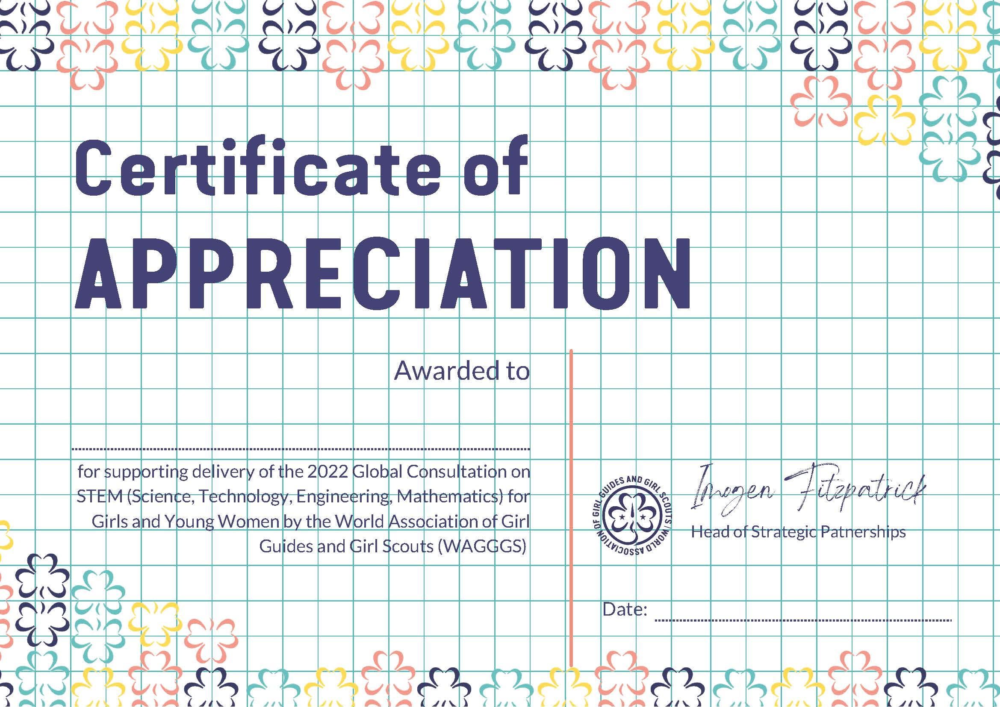 Certificate of
APPRECIATION
Awarded to
for supporting delivery of the 2022 Global Consultation on
STEM (Science, Technology, Engineering, Mathematics) for
Girls and Young Women by the World Association of Girl
Guides and Girl Scouts (WAGGGS)
WORLD ASSOCIATION OF GIRL GUIDES AND GIRL SCOUTS /
Imogen Fitzpatrick
Head of Strategic Patnerships
Date: